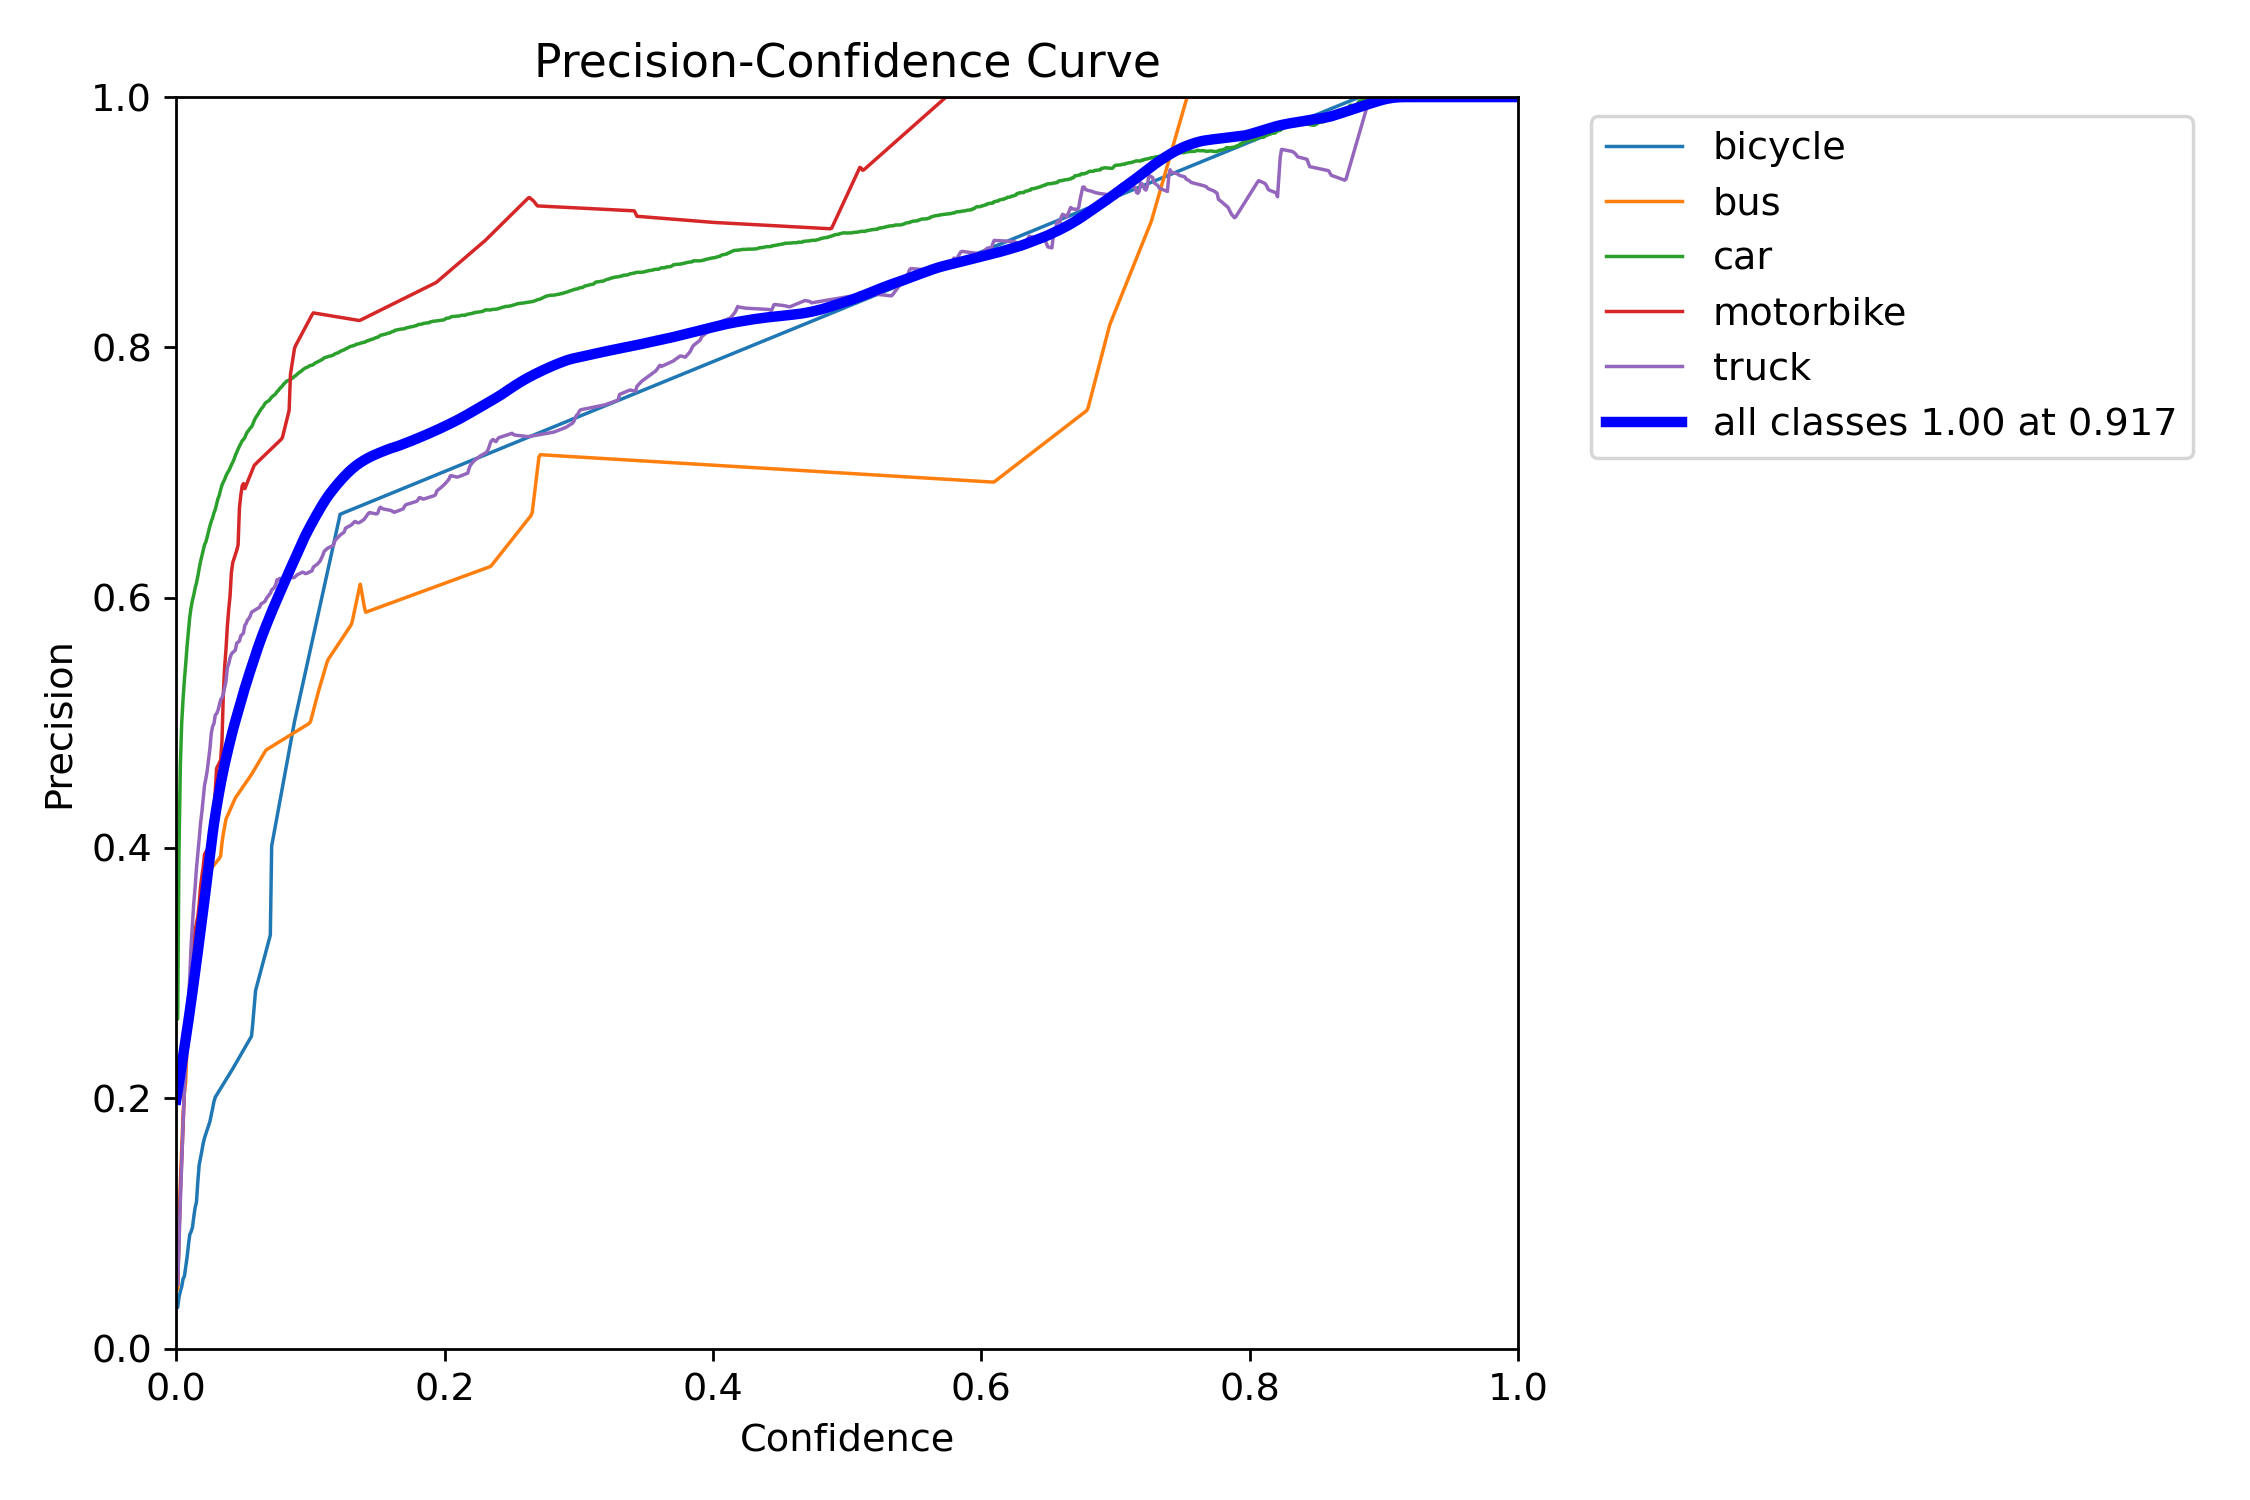 Precision-Confidence Curve
1.0
0.8
0.6
0.4
0.2
0.0
Precision
0.0 0.2 0.4 0.6 0.8 1.0
Confidence
bicycle
bus
car
motorbike
truck
all classes 1.00 at 0.917